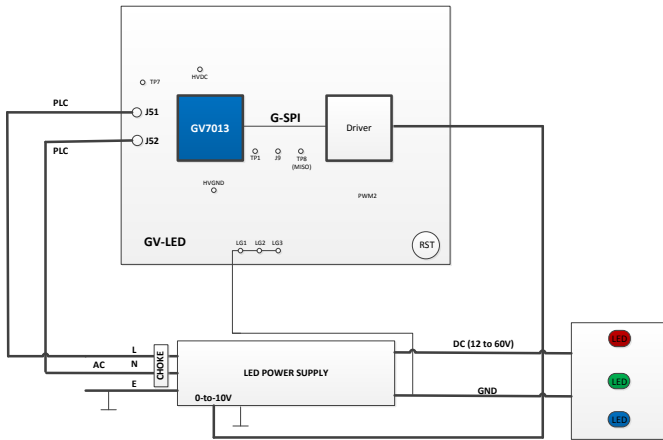 HVDC
TP7
PLC
J51
GV7013
G-SPI
Driver
J52
PLC
TP1 J9 TP8
(MISO)
HVGND
PWM2
GV-LED
LG1 LG2 LG3
RST
L
AC N
E
CHOKE
LED POWER SUPPLY
0-to-10V
DC (12 to 60V)
GND
LED
LED
LED